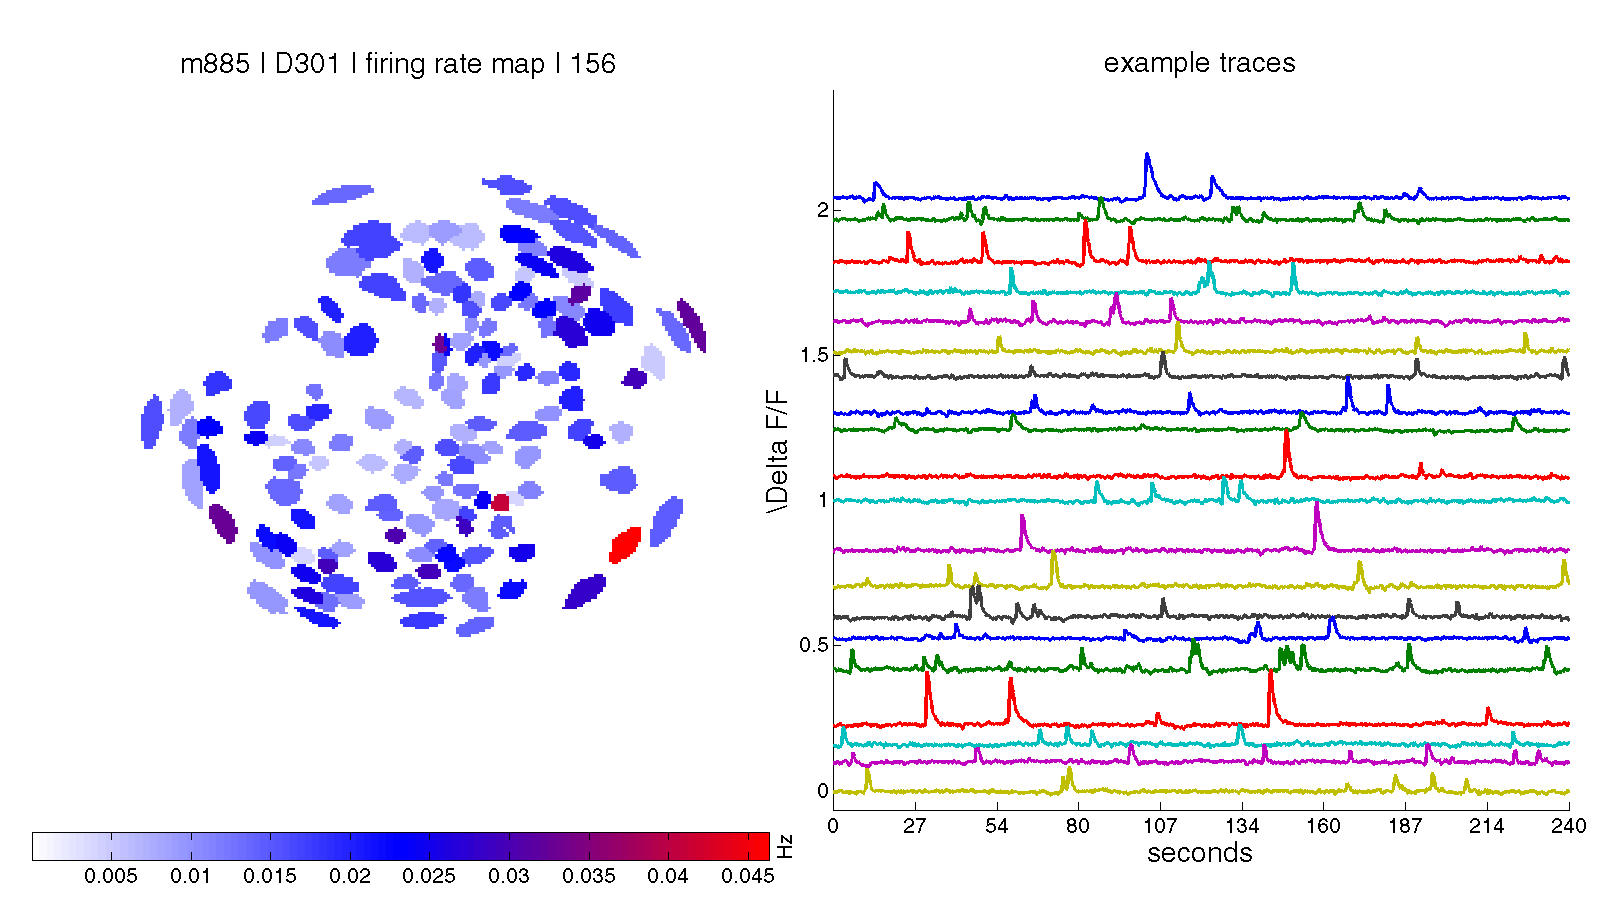 m885 | D301 | firing rate map | 156
0.005 0.01 0.015 0.02 0.025 0.03 0.035 0.04 0.045
Hz
example traces
\Delta F/F
2
1.5
1
0.5
0
0 27 54 80 107 134 160 187 214 240
seconds